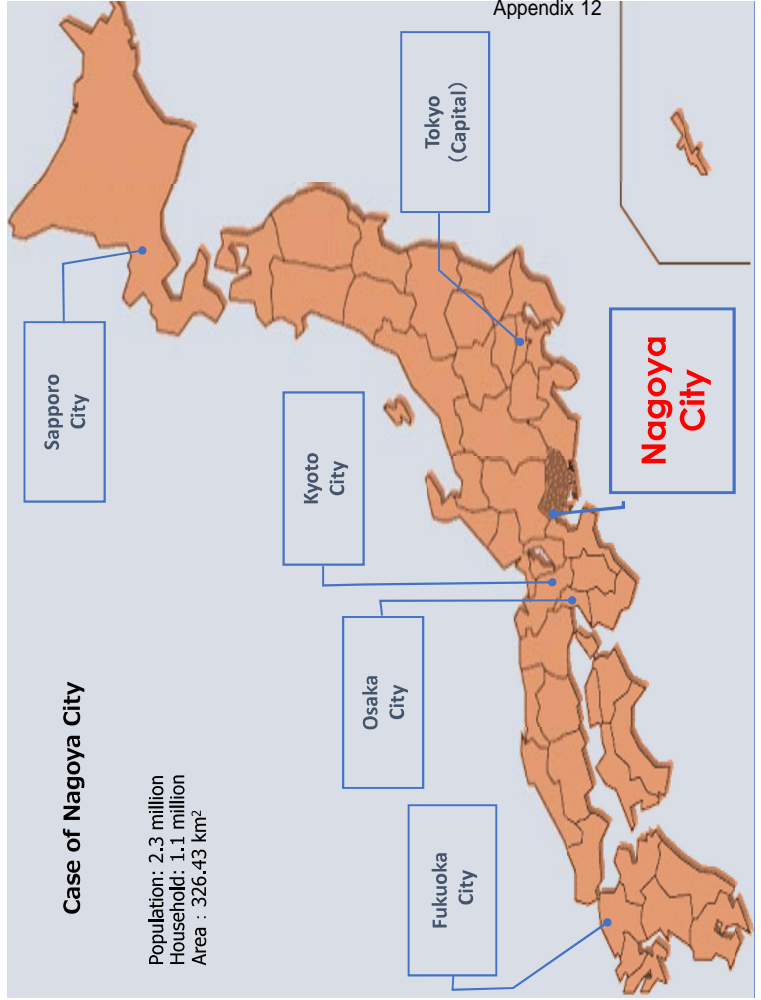 Appendix 12
Case of Nagoya City
Population: 2.3 million
Household: 1.1 million
Area : 326.43 km²
Sapporo
City
Kyoto
City
Osaka
City
Fukuoka
City
Tokyo
（Capital）
Nagoya
City